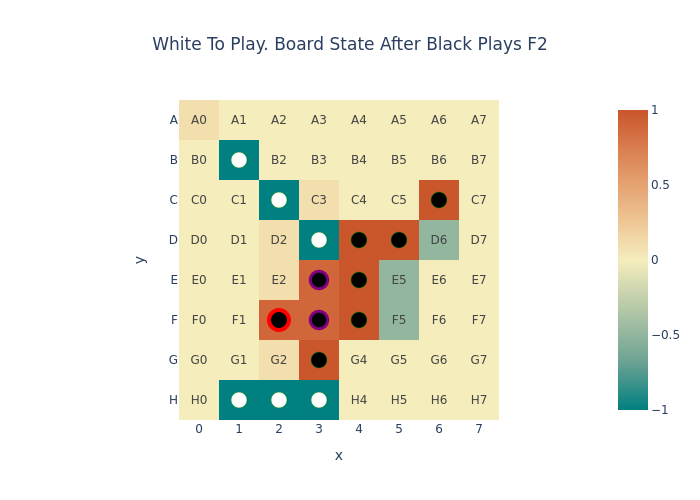 White To Play. Board State After Black Plays F2
A A0 A1 A2 A3 A4 A5 A6 A7
B B0 B2 B3 B4 B5 B6 B7
C C0 C1 C3 C4 C5 C7
D D0 D1 D2 D6 D7
E E0 E1 E2 E5 E6 E7
F F0 F1 F5 F6 F7
G G0 G1 G2 G4 G5 G6 G7
H H0 H4 H5 H6 H7
0 1 2 3 4 5 6 7
x
y
1
0.5
0
−0.5
−1